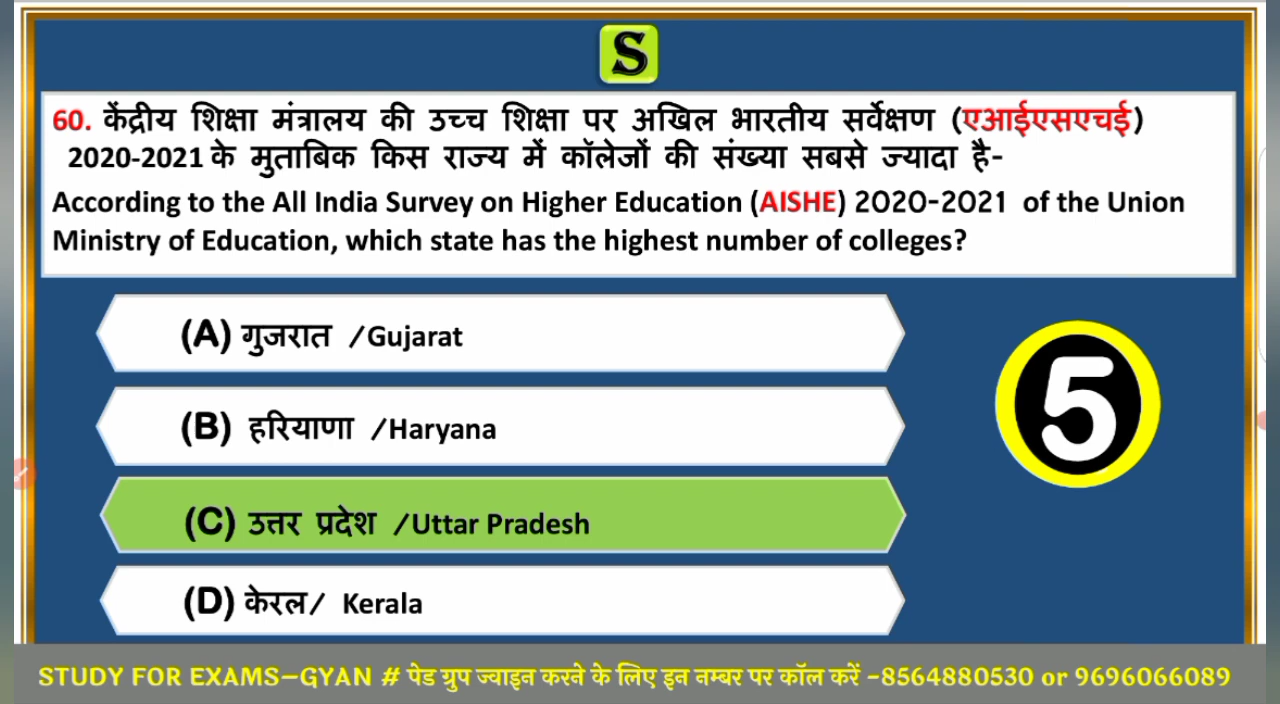 S
60. केंद्रीय शिक्षा मंत्रालय की उच्च शिक्षा पर अखिल भारतीय सर्वेक्षण (एआईएसएचई)
2020-2021 के मुताबिक किस राज्य में कॉलेजों की संख्या सबसे ज्यादा है-
According to the All India Survey on Higher Education (AISHE) 2020-2021 of the Union
Ministry of Education, which state has the highest number of colleges?
(A) गुजरात /Gujarat
(B) हरियाणा /Haryana
5
(C) उत्तर प्रदेश /Uttar Pradesh
(D) केरल/ Kerala
STUDY FOR EXAMS-GYAN # पेड ग्रुप ज्वाइन करने के लिए इन नम्बर पर कॉल करें -8564880530 or 9696066089